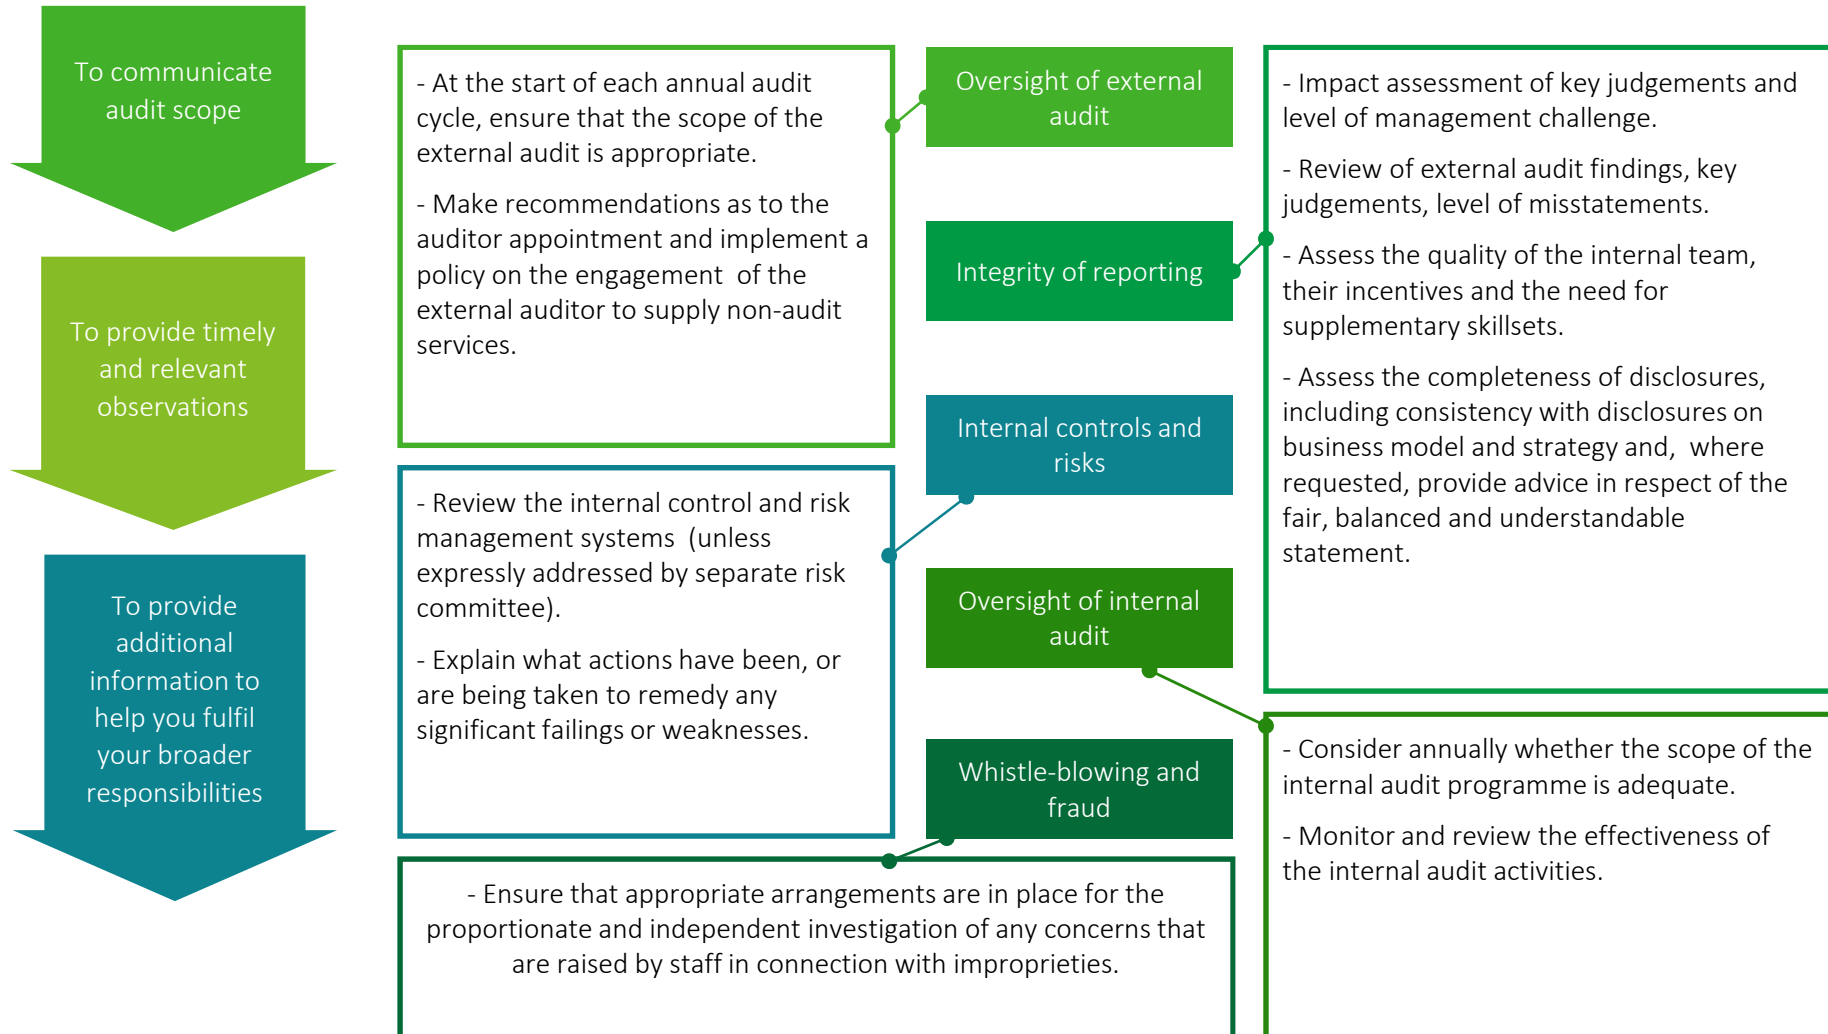 To communicate
audit scope
To provide timely
and relevant
observations
To provide
additional
information to
help you fulfil
your broader
responsibilities
- At the start of each annual audit
cycle, ensure that the scope of the
external audit is appropriate.
- Make recommendations as to the
auditor appointment and implement a
policy on the engagement of the
external auditor to supply non-audit
services.
- Review the internal control and risk
management systems (unless
expressly addressed by separate risk
committee).
- Explain what actions have been, or
are being taken to remedy any
significant failings or weaknesses.
- Ensure that appropriate arrangements are in place for the
proportionate and independent investigation of any concerns that
are raised by staff in connection with improprieties.
Oversight of external
audit
Integrity of reporting
Internal controls and
risks
Oversight of internal
audit
Whistle-blowing and
fraud
- Impact assessment of key judgements and
level of management challenge.
- Review of external audit findings, key
judgements, level of misstatements.
- Assess the quality of the internal team,
their incentives and the need for
supplementary skillsets.
- Assess the completeness of disclosures,
including consistency with disclosures on
business model and strategy and, where
requested, provide advice in respect of the
fair, balanced and understandable
statement.
- Consider annually whether the scope of the
internal audit programme is adequate.
- Monitor and review the effectiveness of
the internal audit activities.